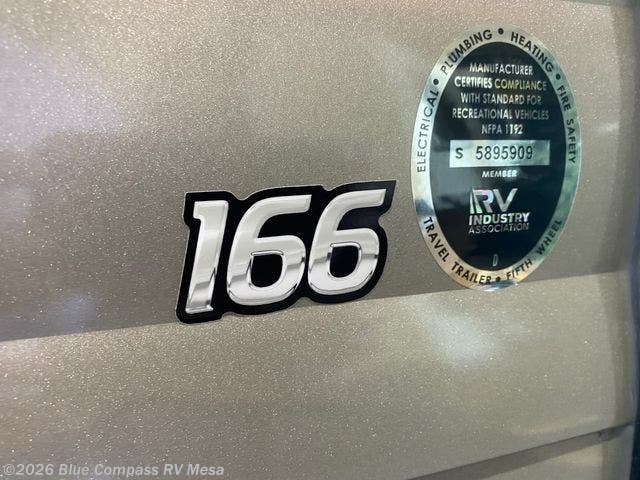 ELECTRICAL • PLUMBING • HEATING • FIRE SAFETY
MANUFACTURER
CERTIFIES COMPLIANCE
WITH STANDARD FOR
RECREATIONAL VEHICLES
NFPA 1192
S 5895909
MEMBER
RV
INDUSTRY
ASSOCIATION
D
TRAVEL TRAILER • FIFTH WHEEL
166
©2026 Blue Compass RV Mesa